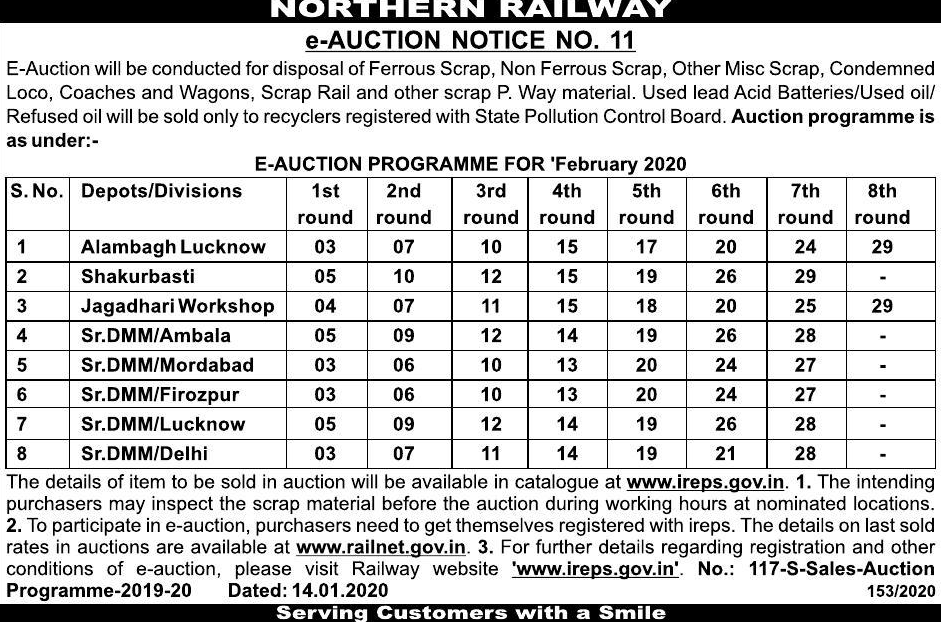 NORTHERN RAILWAY
e-AUCTION NOTICE NO. 11
E-Auction will be conducted for disposal of Ferrous Scrap, Non Ferrous Scrap, Other Misc Scrap, Condemned
Loco, Coaches and Wagons, Scrap Rail and other scrap P. Way material. Used lead Acid Batteries/Used oil/
Refused oil will be sold only to recyclers registered with State Pollution Control Board. Auction programme is
as under:-
E-AUCTION PROGRAMME FOR 'February 2020
S. No. Depots/Divisions 1st round 2nd round 3rd round 4th round 5th round 6th round 7th round 8th round
1 Alambagh Lucknow 03 07 10 15 17 20 24 29
2 Shakurbasti 05 10 12 15 19 26 29 -
3 Jagadhari Workshop 04 07 11 15 18 20 25 29
4 Sr.DMM/Ambala 05 09 12 14 19 26 28 -
5 Sr.DMM/Mordabad 03 06 10 13 20 24 27 -
6 Sr.DMM/Firozpur 03 06 10 13 20 24 27 -
7 Sr.DMM/Lucknow 05 09 12 14 19 26 28 -
8 Sr.DMM/Delhi 03 07 11 14 19 21 28 -
The details of item to be sold in auction will be available in catalogue at www.ireps.gov.in. 1. The intending
purchasers may inspect the scrap material before the auction during working hours at nominated locations.
2. To participate in e-auction, purchasers need to get themselves registered with ireps. The details on last sold
rates in auctions are available at www.railnet.gov.in. 3. For further details regarding registration and other
conditions of e-auction, please visit Railway website 'www.ireps.gov.in'. No.: 117-S-Sales-Auction
Programme-2019-20 Dated: 14.01.2020 153/2020
Serving Customers with a Smile